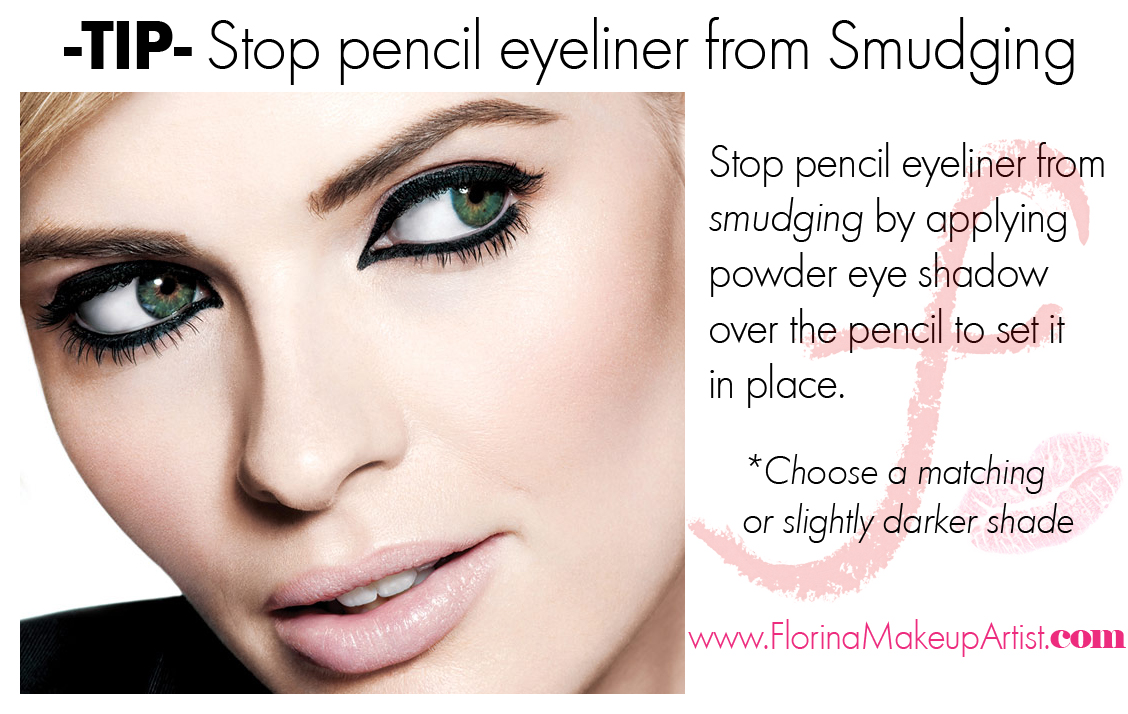 -TIP- Stop pencil eyeliner from Smudging
Stop pencil eyeliner from
smudging by applying
powder eye shadow
over the pencil to set it
in place.
*Choose a matching
or slightly darker shade
www.FlorinaMakeupArtist.com